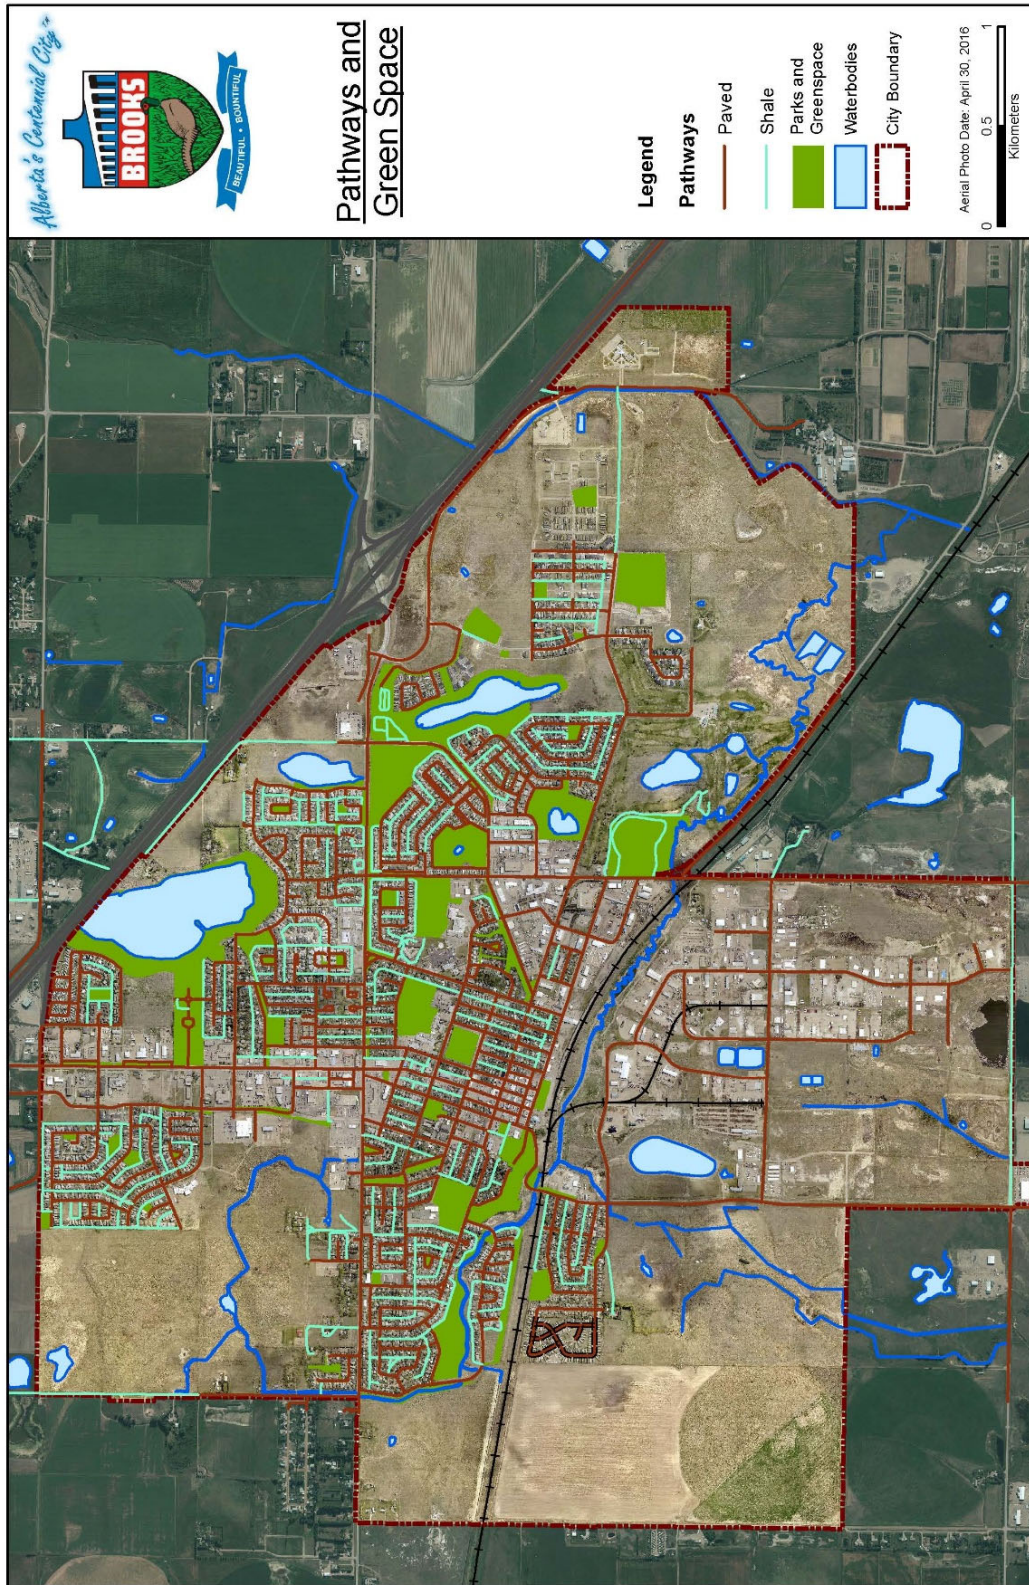 Alberta's Centennial City ™
BROOKS
BEAUTIFUL • BOUNTIFUL
Pathways and
Green Space
Legend
Pathways
Paved
Shale
Parks and
Greenspace
Waterbodies
City Boundary
Aerial Photo Date: April 30, 2016
0 0.5 1
Kilometers